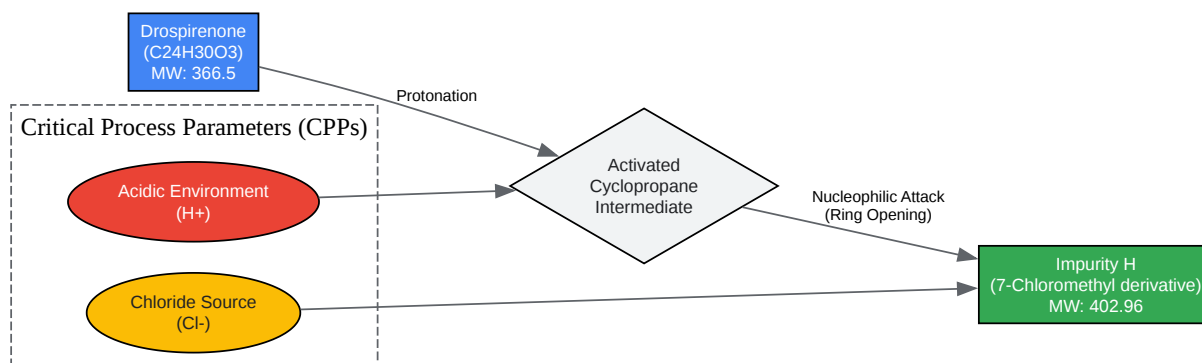 Drospirenone
(C24H30O3)
MW: 366.5
Protonation
Critical Process Parameters (CPPs)
Acidic Environment
(H+)
Activated
Cyclopropane
Intermediate
Nucleophilic Attack
(Ring Opening)
Chloride Source
(Cl-)
Impurity H
(7-Chloromethyl derivative)
MW: 402.96